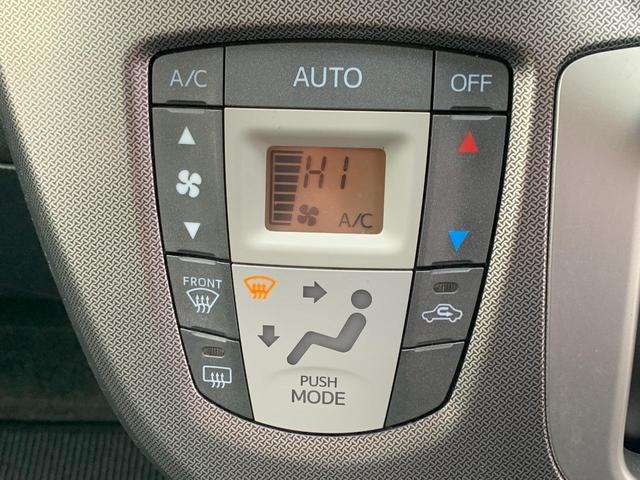 A/C AUTO OFF
HI
A/C
FRONT
PUSH
MODE